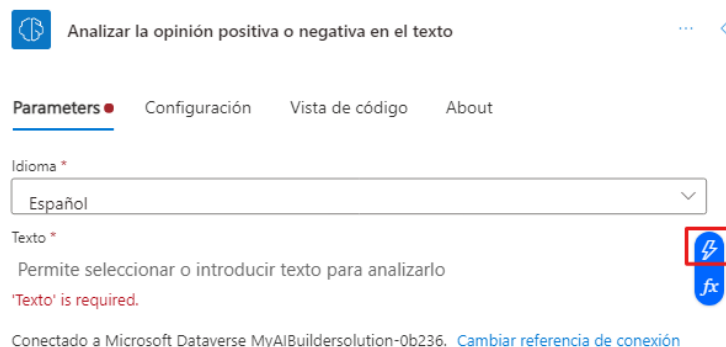 Analizar la opinión positiva o negativa en el texto
Parameters Configuración Vista de código About
Idioma *
Español
Texto *
Permite seleccionar o introducir texto para analizarlo
fx
'Texto' is required.
Conectado a Microsoft Dataverse MyAIBuildersolution-0b236. Cambiar referencia de conexión